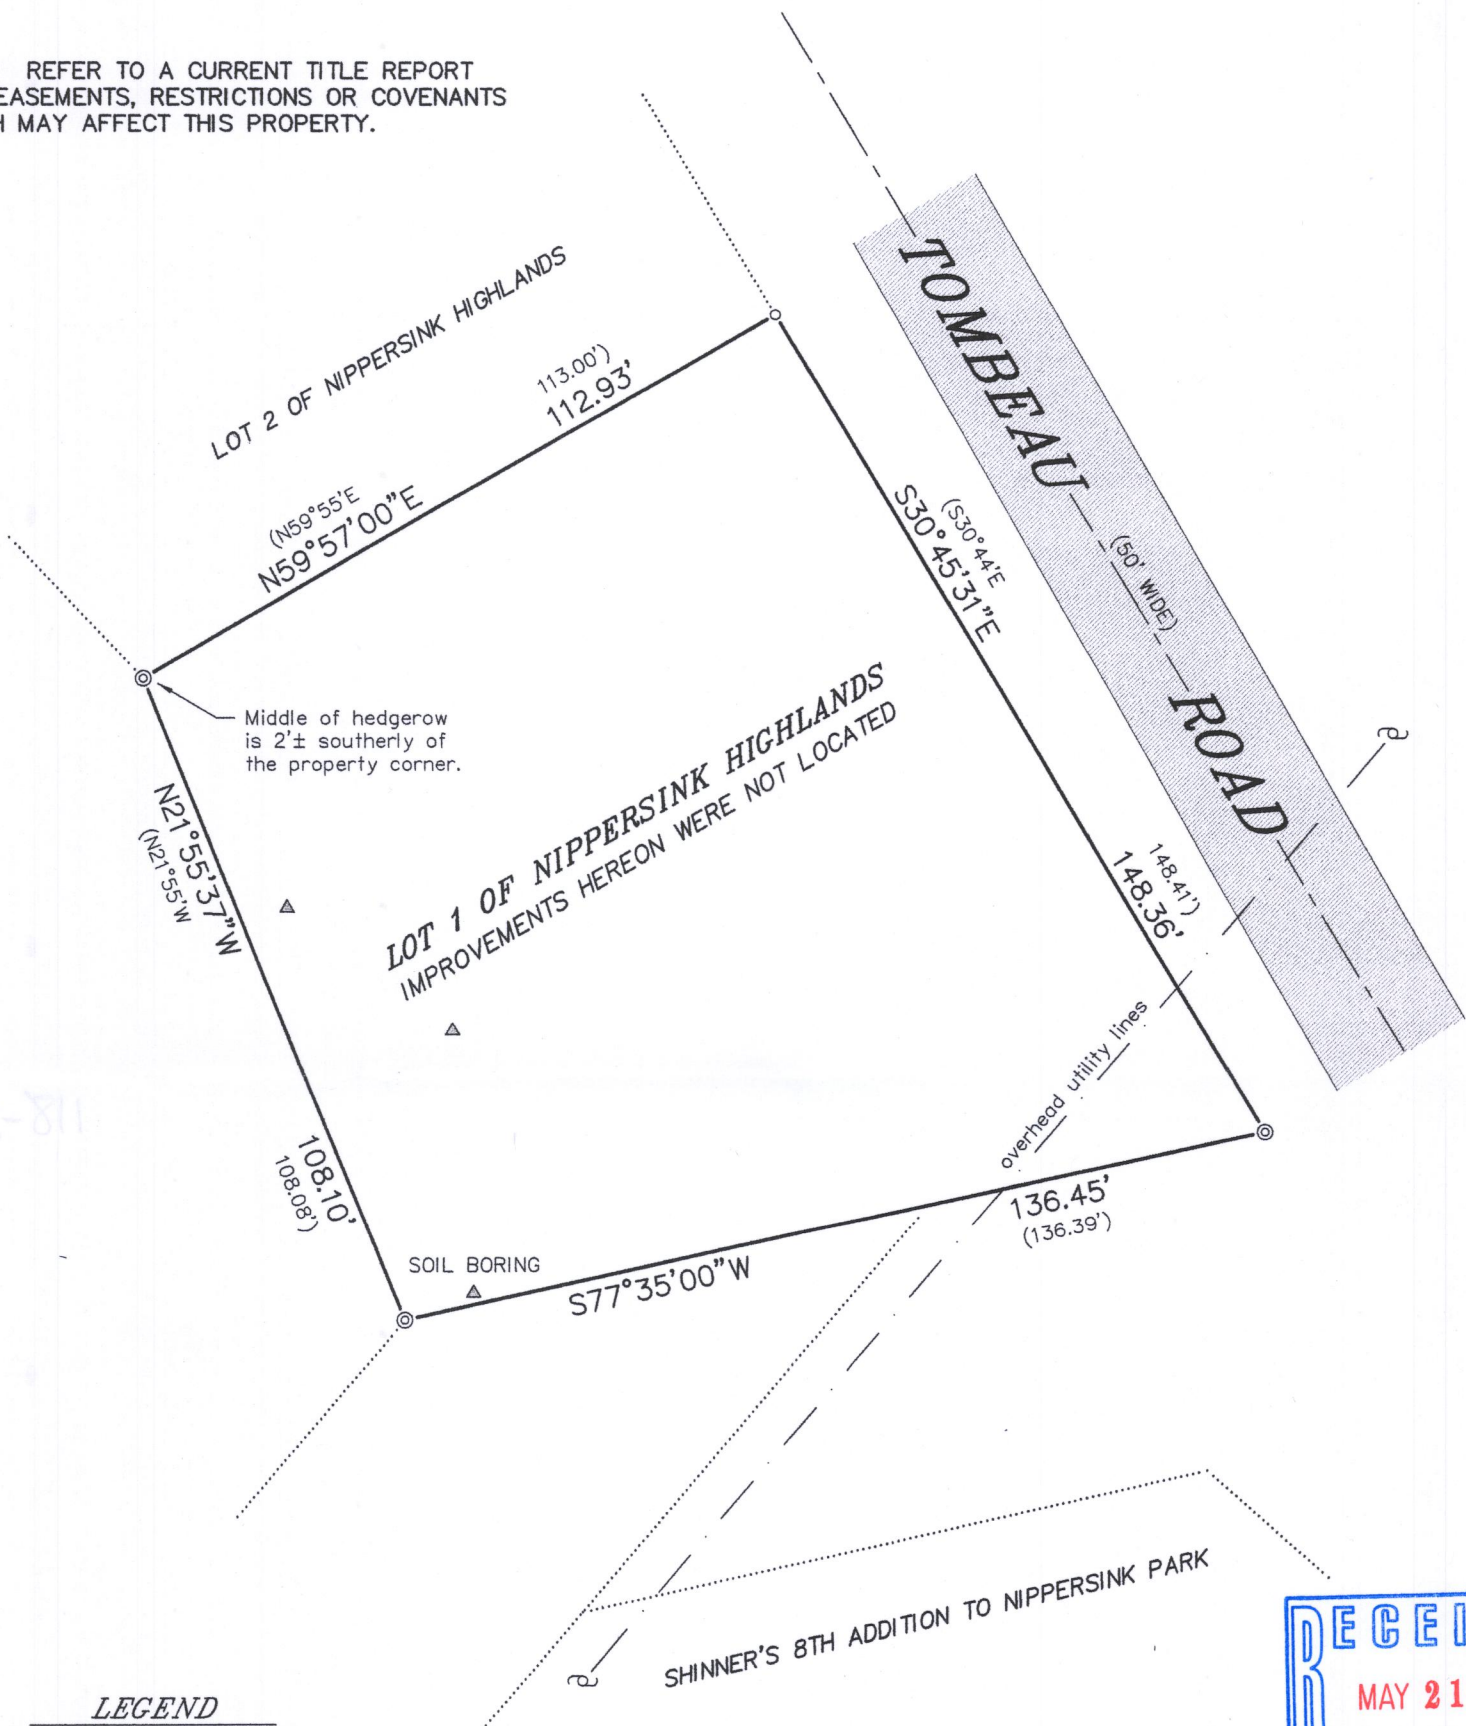 REFER TO A CURRENT TITLE REPORT
EASEMENTS, RESTRICTIONS OR COVENANTS
MAY AFFECT THIS PROPERTY.
LOT 2 OF NIPPERSINK HIGHLANDS
113.00')
112.93'
(N59°55'E
N59°57'00"E
TOMBEAU
(50' WIDE)
ROAD
(S30°44'E
S30°45'31"E
148.41')
148.36'
Middle of hedgerow
is 2'± southerly of
the property corner.
N21°55'37"W
(N21°55'W
LOT 1 OF NIPPERSINK HIGHLANDS
IMPROVEMENTS HEREON WERE NOT LOCATED
108.10'
108.08')
overhead utility lines
136.45'
(136.39')
SOIL BORING
S77°35'00"W
SHINNER'S 8TH ADDITION TO NIPPERSINK PARK
LEGEND
MAY 21